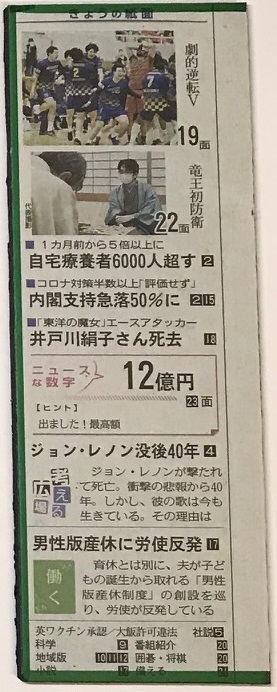 きょうの紙面
劇的逆転V
19面
竜王初防衛
代表撮影
22面
■1カ月前から5倍以上に
自宅療養者6000人超す 2
■コロナ対策半数以上「評価せず」
内閣支持急落50%に 2 15
■「東洋の魔女」エースアタッカー
井戸川絹子さん死去 18
ニュースな数字
12億円
23面
【ヒント】
出ました!最高額
ジョン・レノン没後40年 4
考える広場
ジョン・レノンが撃たれ
て死亡。衝撃の悲報から40
年。しかし、彼の歌は今も
生きている。その理由は
男性版産休に労使反発 17
働く
育休とは別に、夫が子ど
もの誕生から取れる「男性
版産休制度」の創設を巡
り、労使が反発している
英ワクチン承認/大飯許可違法 社説5
科学 9 番組紹介 20
地域版 10 11 12 囲碁・将棋 20